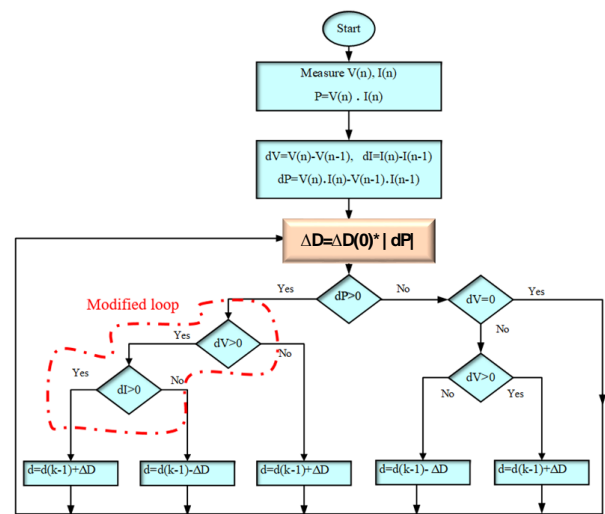 Start
Measure V(n), I(n)
P=V(n) . I(n)
dV=V(n)-V(n-1), dI=I(n)-I(n-1)
dP=V(n).I(n)-V(n-1).I(n-1)
ΔD=ΔD(0)* | dP|
Yes
dP>0
No
dV=0
Yes
Modified loop
No
Yes
dV>0
No
dV>0
Yes
dI>0
No
No
Yes
d=d(k-1)+ΔD
d=d(k-1)-ΔD
d=d(k-1)+ΔD
d=d(k-1)- ΔD
d=d(k-1)+ΔD